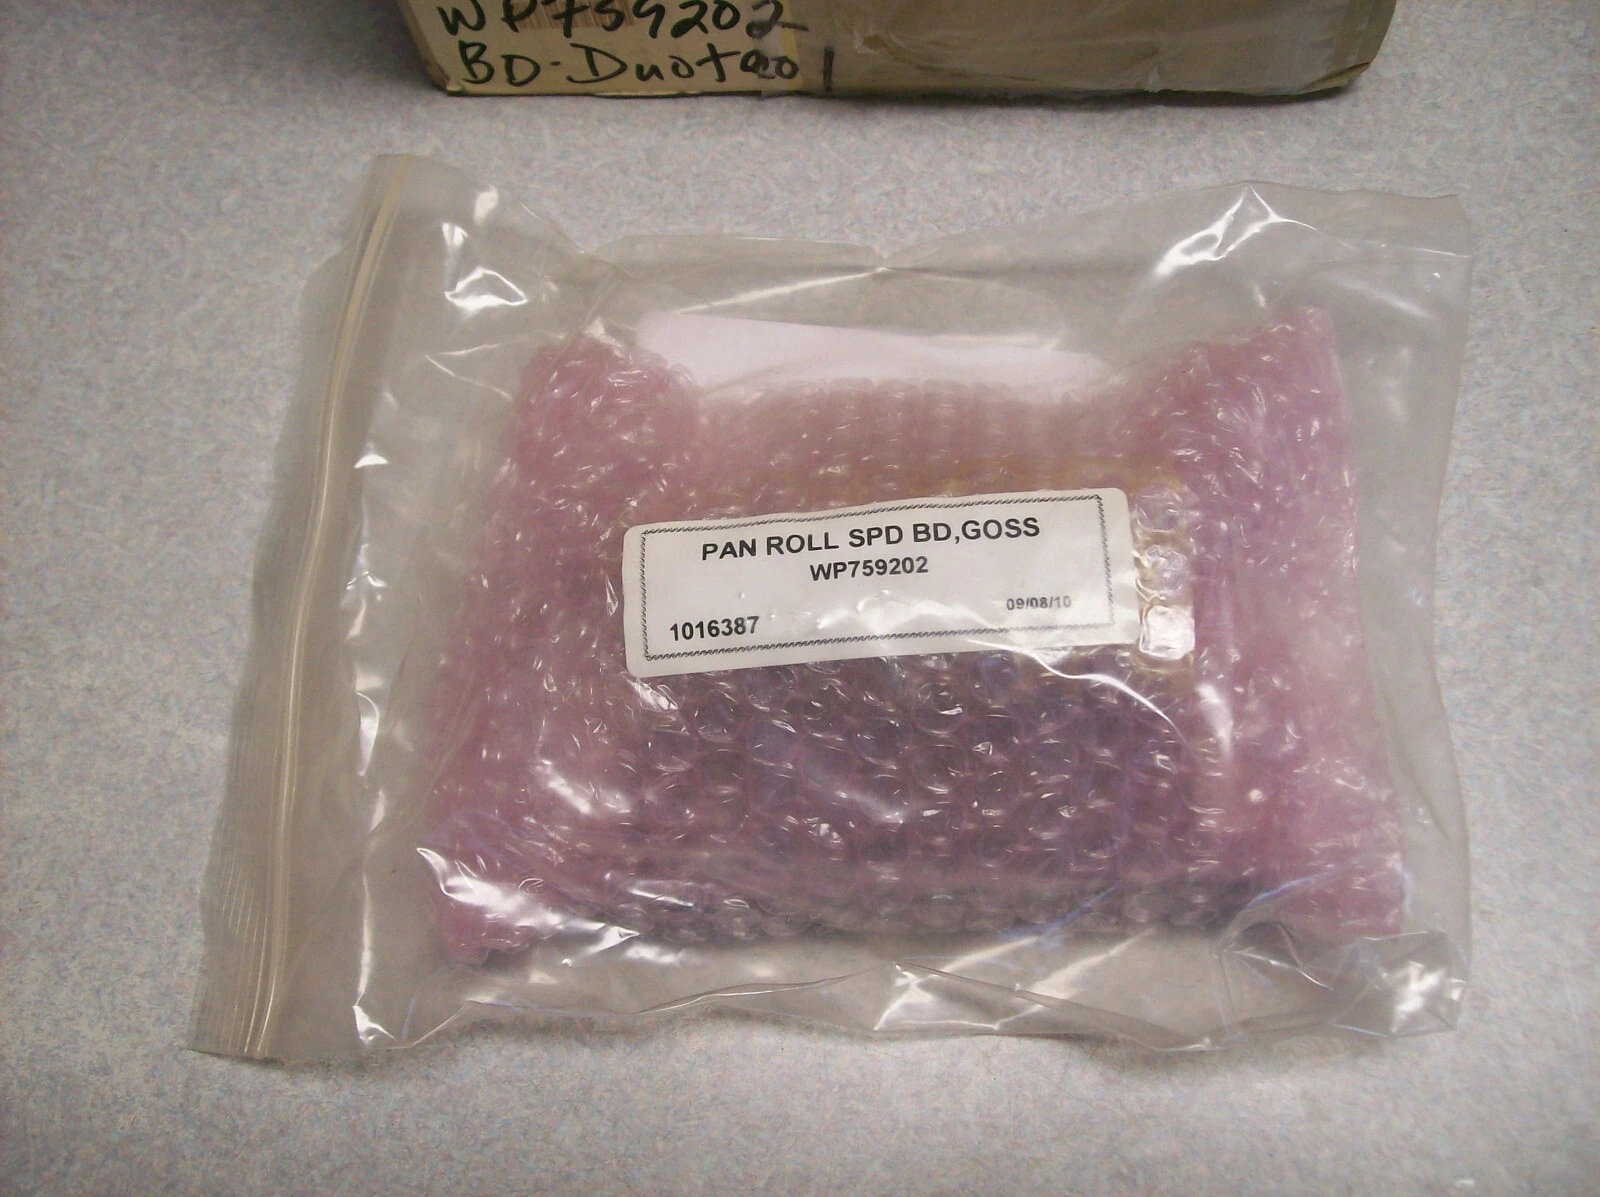 WP759202
BD-Duotrol
PAN ROLL SPD BD,GOSS
WP759202
09/08/10
1016387